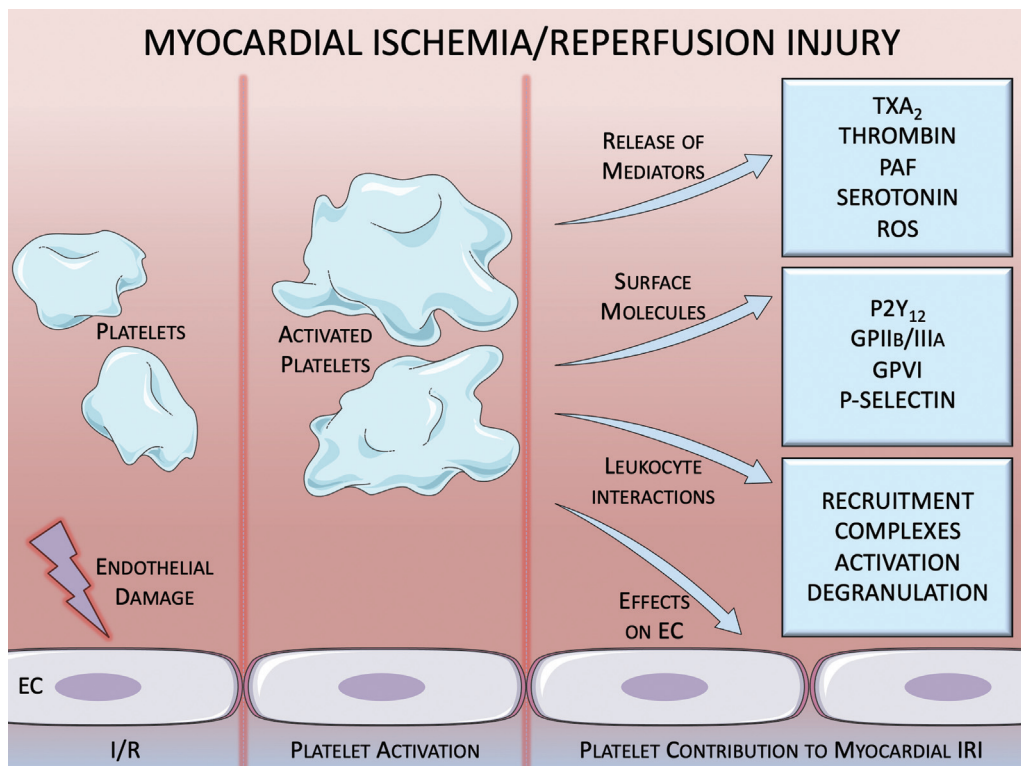 MYOCARDIAL ISCHEMIA/REPERFUSION INJURY
PLATELETS
ENDOTHELIAL
DAMAGE
EC
I/R
ACTIVATED
PLATELETS
PLATELET ACTIVATION
RELEASE OF
MEDIATORS
TXA₂
THROMBIN
PAF
SEROTONIN
ROS
SURFACE
MOLECULES
P2Y₁₂
GPIIB/IIIA
GPVI
P-SELECTIN
LEUKOCYTE
INTERACTIONS
RECRUITMENT
COMPLEXES
ACTIVATION
DEGRANULATION
EFFECTS
ON EC
PLATELET CONTRIBUTION TO MYOCARDIAL IRI